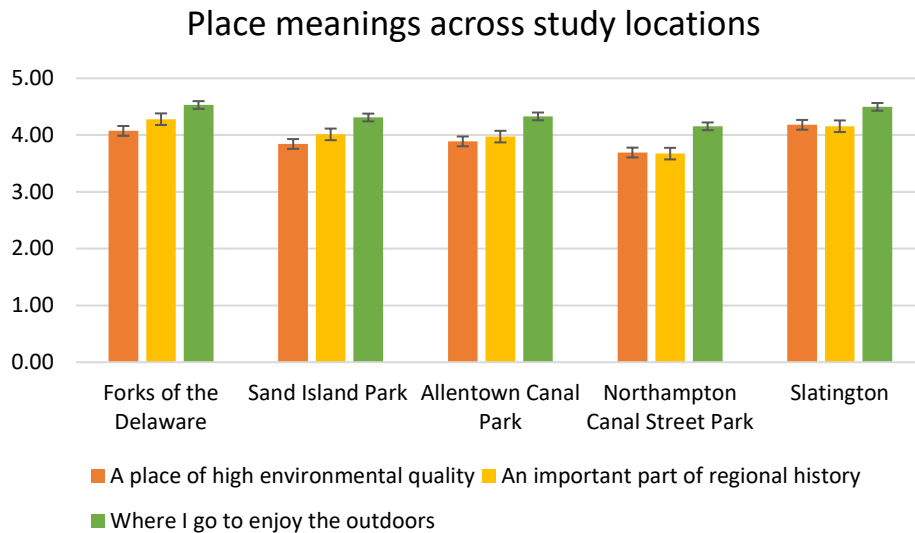 Place meanings across study locations
5.00
4.00
3.00
2.00
1.00
0.00
Forks of the
Delaware
Sand Island Park
Allentown Canal
Park
Northampton
Canal Street Park
Slatington
A place of high environmental quality
An important part of regional history
Where I go to enjoy the outdoors